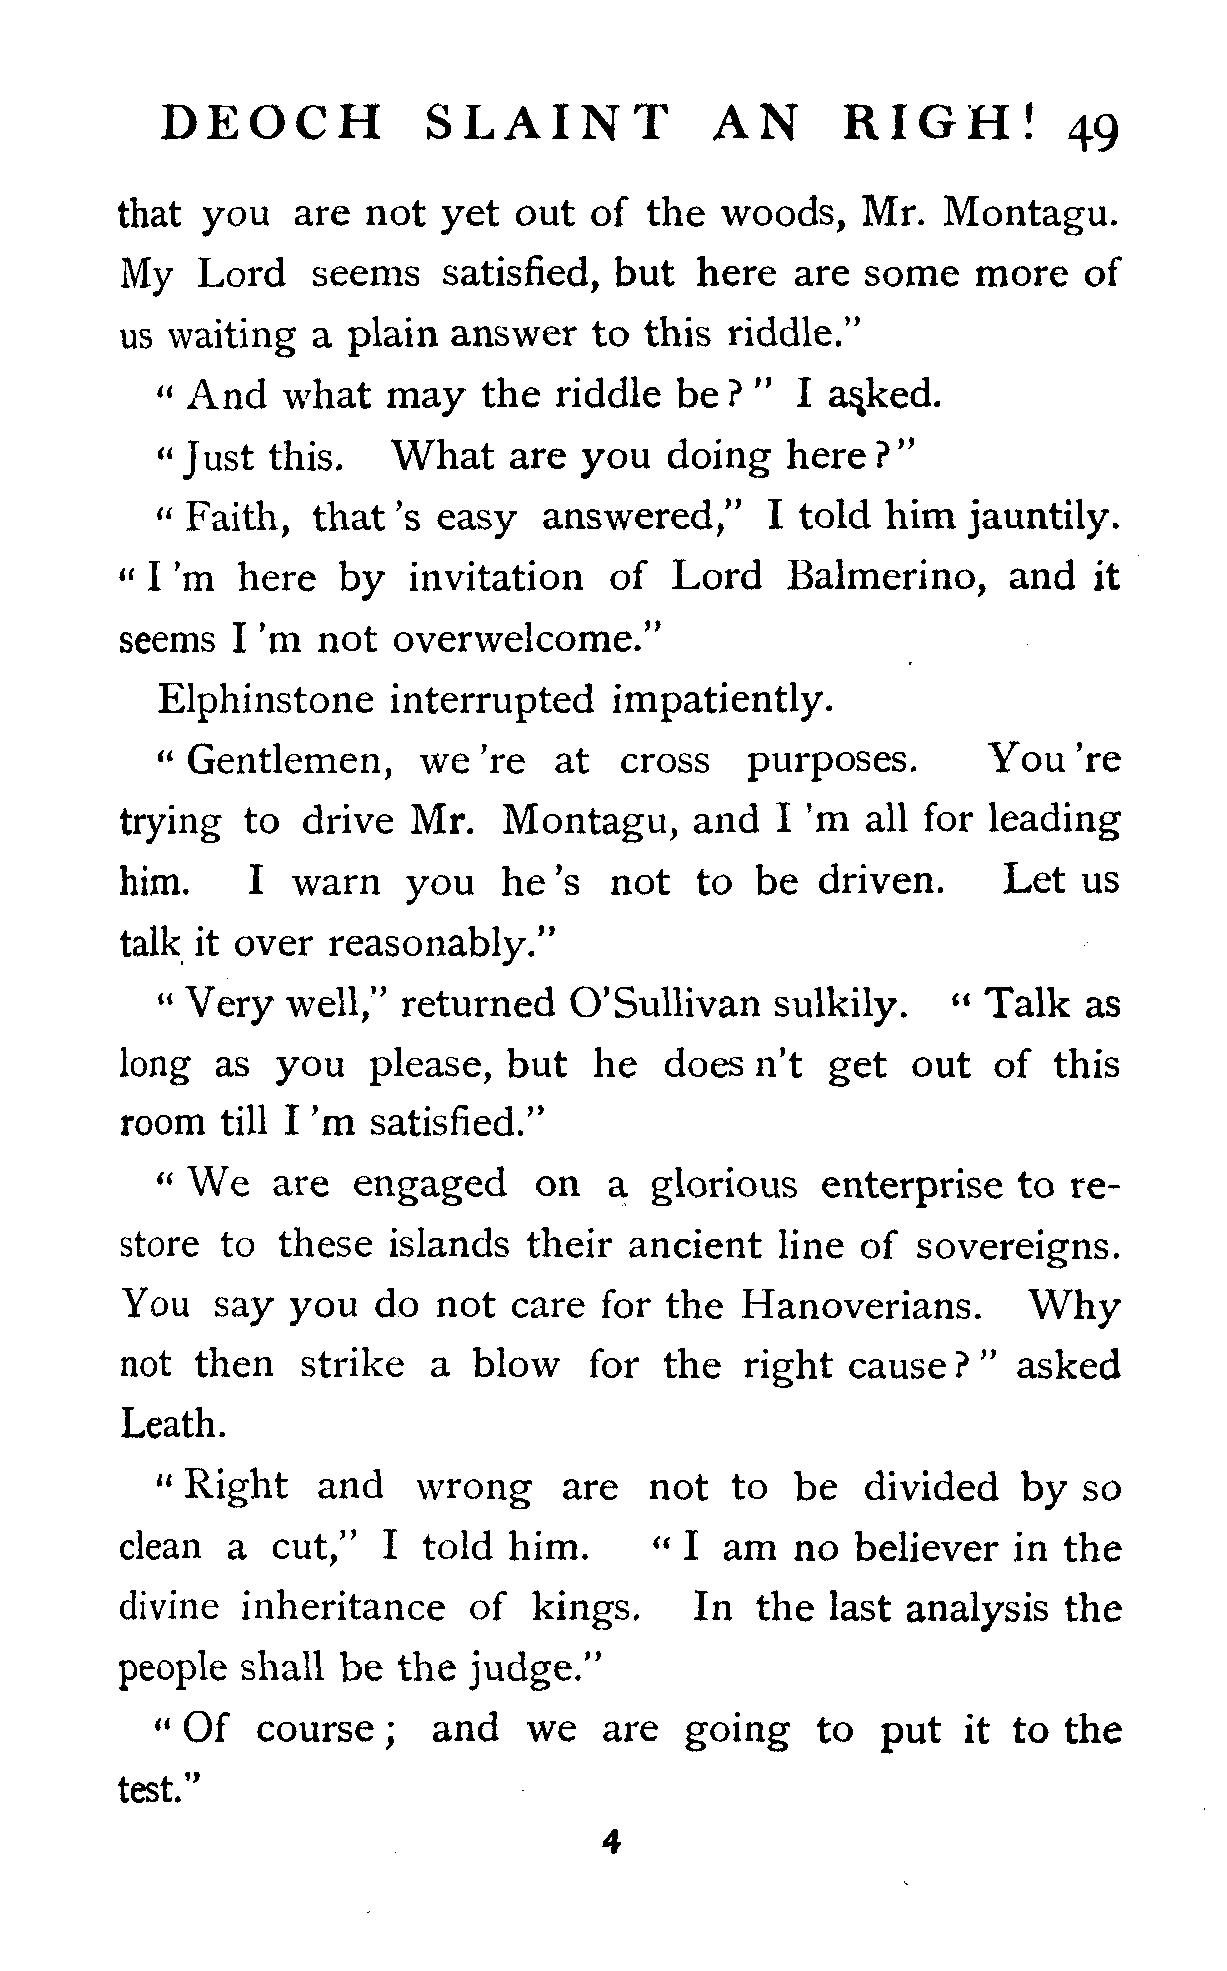 DEOCH SLAINT AN RIGH! 49
that you are not yet out of the woods, Mr. Montagu.
My Lord seems satisfied, but here are some more of
us waiting a plain answer to this riddle."
"And what may the riddle be?" I asked.
"Just this. What are you doing here?"
"Faith, that 's easy answered," I told him jauntily.
"I 'm here by invitation of Lord Balmerino, and it
seems I 'm not overwelcome."
Elphinstone interrupted impatiently.
"Gentlemen, we 're at cross purposes. You 're
trying to drive Mr. Montagu, and I 'm all for leading
him. I warn you he 's not to be driven. Let us
talk it over reasonably."
"Very well," returned O'Sullivan sulkily. "Talk as
long as you please, but he does n't get out of this
room till I 'm satisfied."
"We are engaged on a glorious enterprise to re-
store to these islands their ancient line of sovereigns.
You say you do not care for the Hanoverians. Why
not then strike a blow for the right cause?" asked
Leath.
"Right and wrong are not to be divided by so
clean a cut," I told him. "I am no believer in the
divine inheritance of kings. In the last analysis the
people shall be the judge."
"Of course; and we are going to put it to the
test."
4